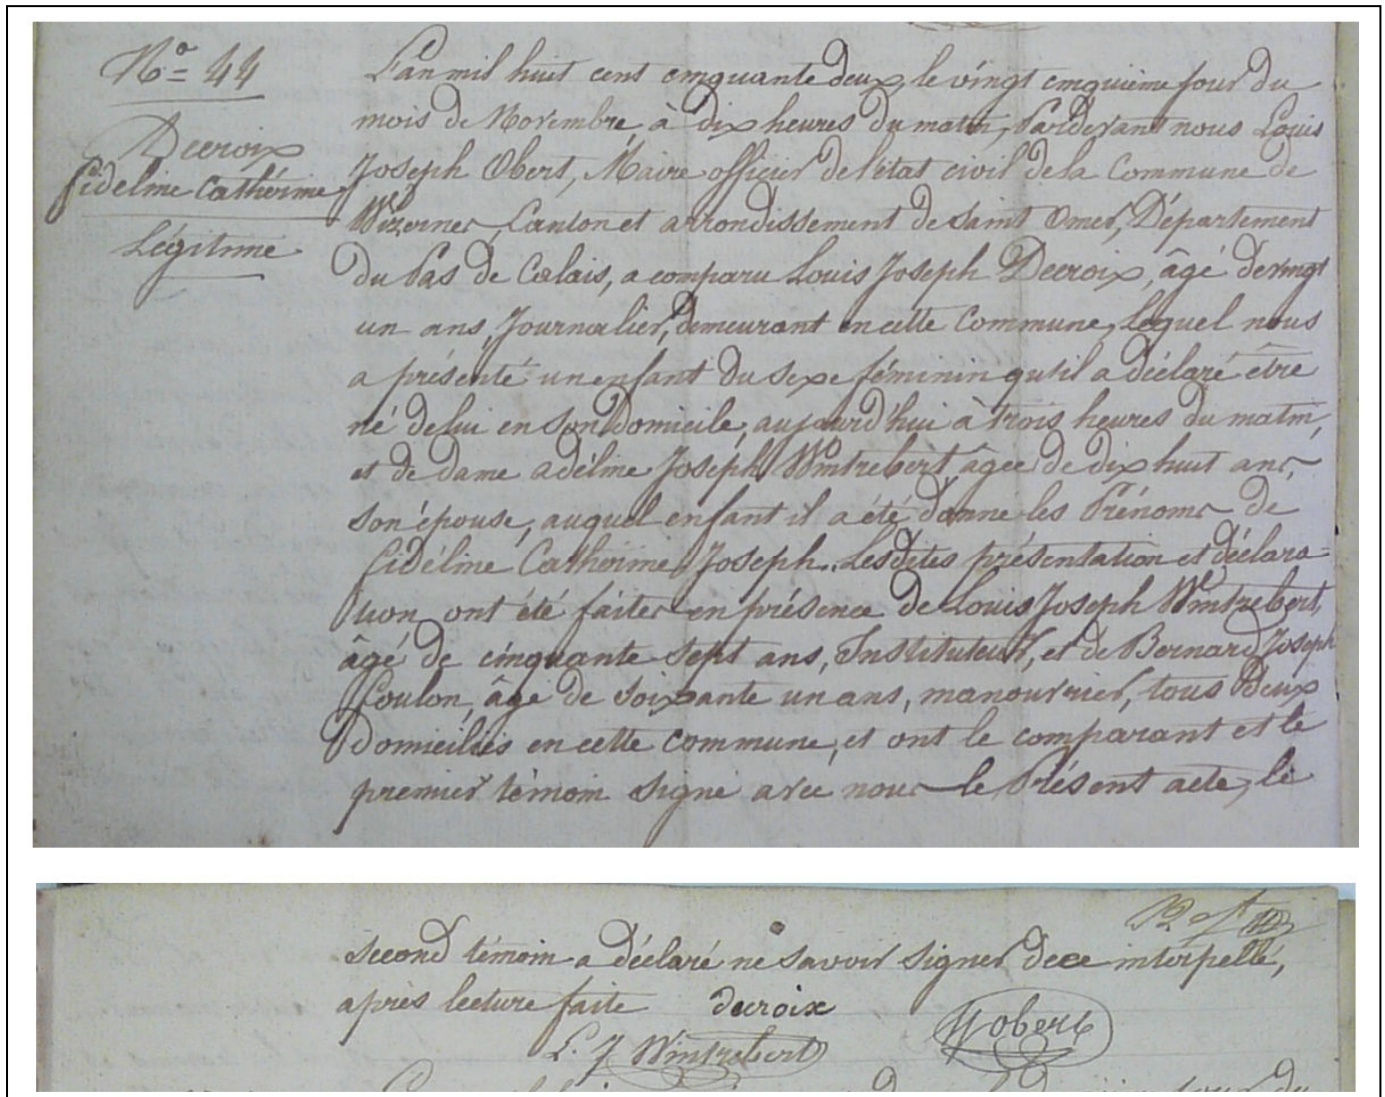 N° = 44
Decroix
fideline Cathérine
Légitime
L'an mil huit cent cinquante deux, le vingt cinquième jour du
mois de Novembre, à dix heures du matin, Pardevant nous Louis
Joseph Obert, Maire officier de l'état civil de la Commune de
Wizernes, Canton et arrondissement de Saint Omer, Département
du Pas de Calais, a comparu Louis Joseph Decroix, âgé de vingt
un ans, Journalier, demeurant en cette Commune, Lequel nous
a présenté un enfant du sexe féminin qu'il a déclaré être
né de lui en son Domicile, aujourd'hui à trois heures du matin,
et de dame adéline Joseph Wintrebert, âgée de dix huit ans,
son épouse, auquel enfant il a été donné les Prénoms de
fidéline Cathérine Joseph.. Lesdites présentation et déclara-
tion ont été faites en présence de Louis Joseph Wintrebert,
âgé de cinquante sept ans, Instituteur, et de Bernard Joseph
Coulon, âgé de soixante un ans, manouvrier, tous deux
Domiciliés en cette commune, et ont le comparant et le
premier témoin signé avec nous le Présent acte, le
second témoin a déclaré ne savoir signer de ce interpellé,
après lecture faite decroix
L. J. Wintrebert
LJobert